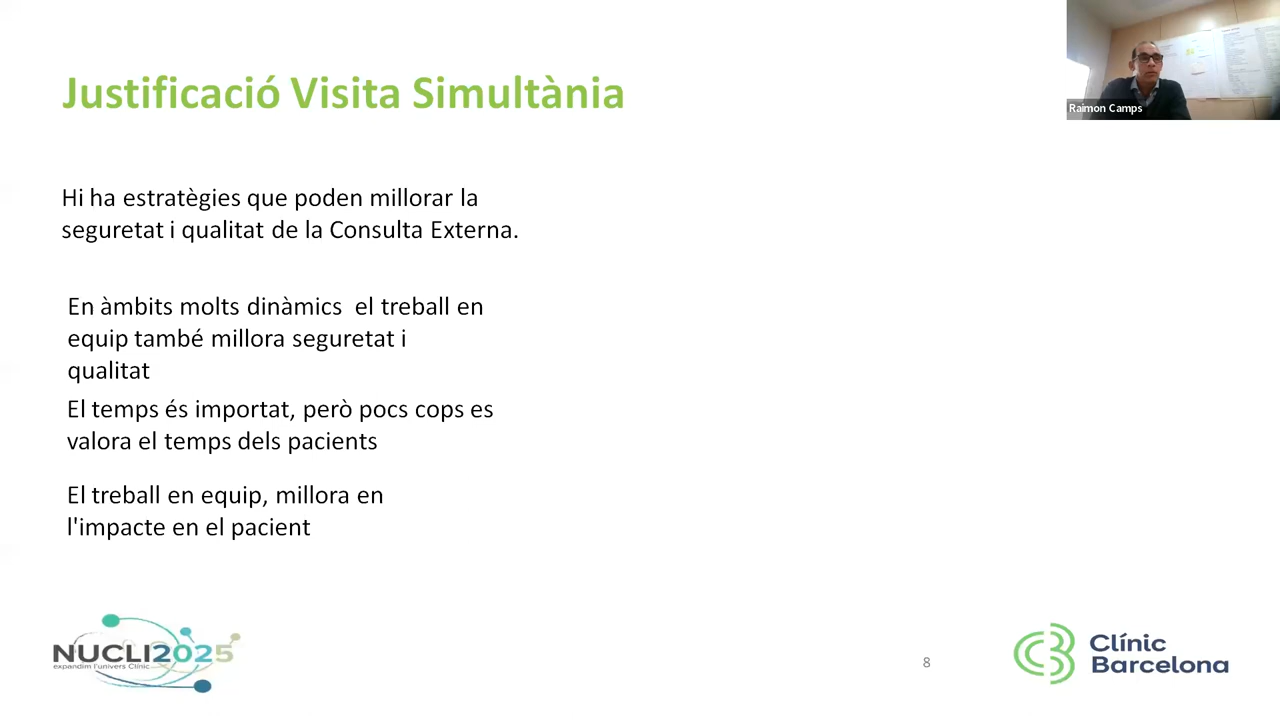 Justificació Visita Simultània
Raimon Camps
Hi ha estratègies que poden millorar la
seguretat i qualitat de la Consulta Externa.
En àmbits molts dinàmics  el treball en
equip també millora seguretat i
qualitat
El temps és importat, però pocs cops es
valora el temps dels pacients
El treball en equip, millora en
l'impacte en el pacient
NUCLI2025
expandim l'univers Clínic
8
Clínic
Barcelona